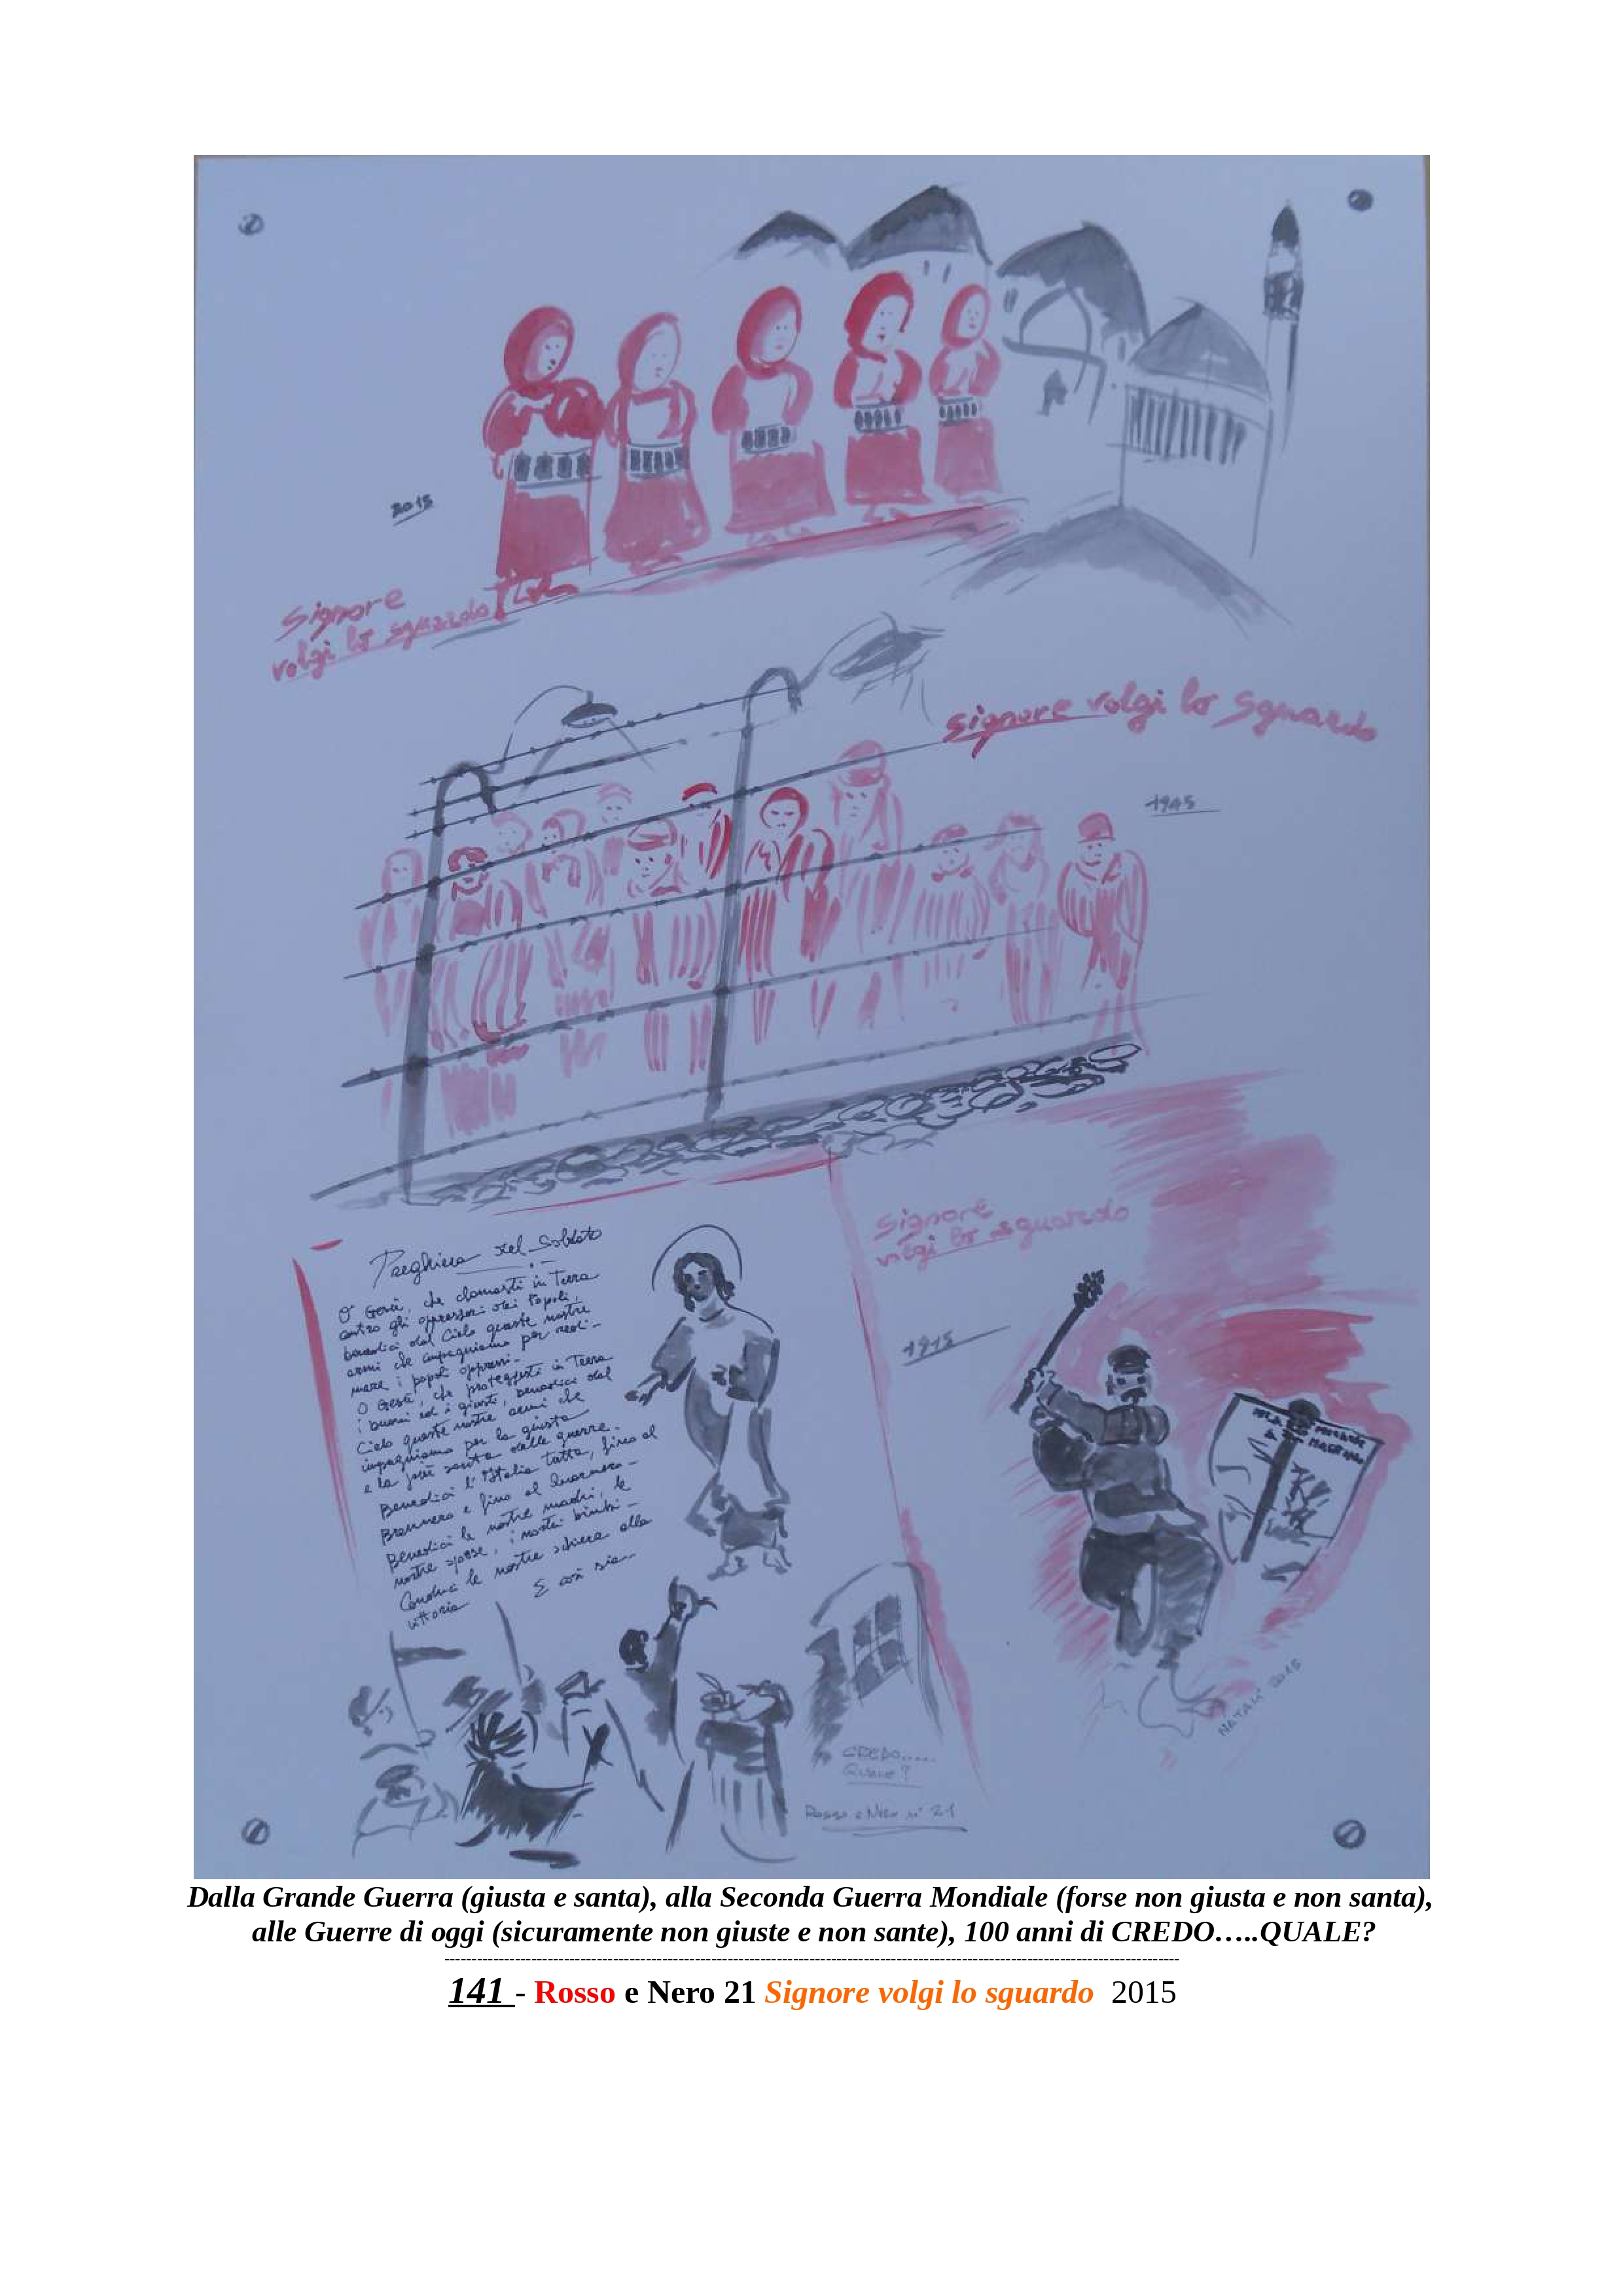 2015
Signore
volgi lo sguardo
signore volgi lo sguardo
1945
Signore
volgi lo sguardo
1915
Preghiera del Soldato
O Gesù, che domasti in Terra
contro gli oppressori dei Popoli,
benedici dal Cielo queste nostre
armi che impugniamo per redi-
mere i popoli oppressi-
O Gesù, che proteggesti in Terra
i buoni ed i giusti, benedici dal
Cielo queste nostre armi che
impugniamo per la giusta
e la più santa delle guerre-
Benedici l'Italia tutta, fino al
Brennero e fino al Quarnero-
Benedici le nostre madri, le
nostre spose, i nostri bimbi-
Conduci le nostre schiere alla
vittoria
E così sia-
NATALI 2015
CREDO.....
QUALE?
Rosso e Nero n° 21
Dalla Grande Guerra (giusta e santa), alla Seconda Guerra Mondiale (forse non giusta e non santa),
alle Guerre di oggi (sicuramente non giuste e non sante), 100 anni di CREDO…..QUALE?
141 - Rosso e Nero 21 Signore volgi lo sguardo 2015